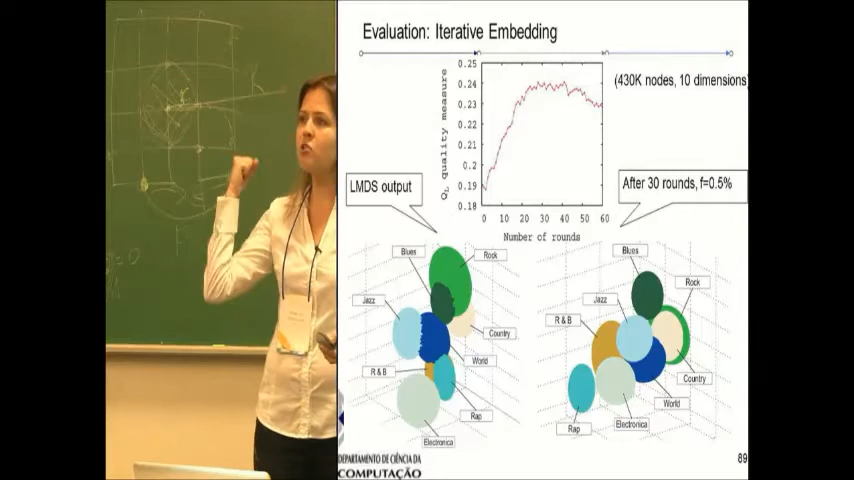 Evaluation: Iterative Embedding
(430K nodes, 10 dimensions)
QL quality measure
0.25
0.24
0.23
0.22
0.21
0.2
0.19
0.18
0 10 20 30 40 50 60
Number of rounds
LMDS output
After 30 rounds, f=0.5%
Blues
Rock
Jazz
Country
World
R & B
Rap
Electronica
Blues
Rock
Jazz
R & B
Country
World
Rap
Electronica
DEPARTAMENTO DE CIÊNCIA DA
COMPUTAÇÃO
89